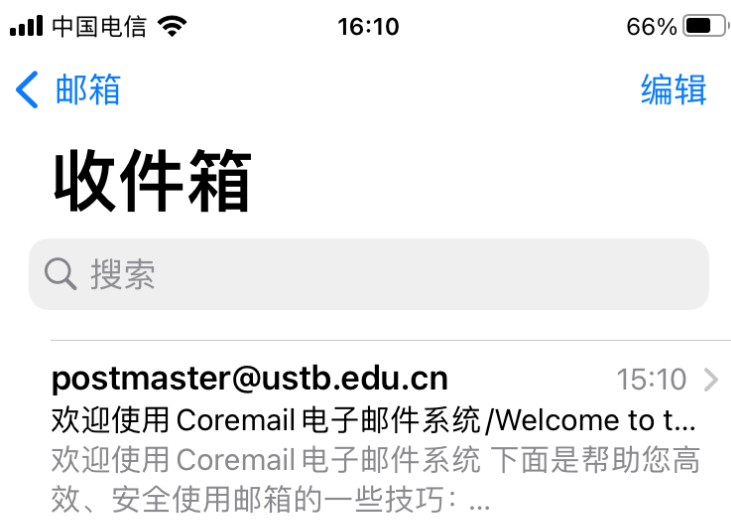 中国电信 16:10 66%
邮箱 编辑
收件箱
搜索
postmaster@ustb.edu.cn 15:10
欢迎使用 Coremail 电子邮件系统/Welcome to t...
欢迎使用 Coremail 电子邮件系统 下面是帮助您高
效、安全使用邮箱的一些技巧：...